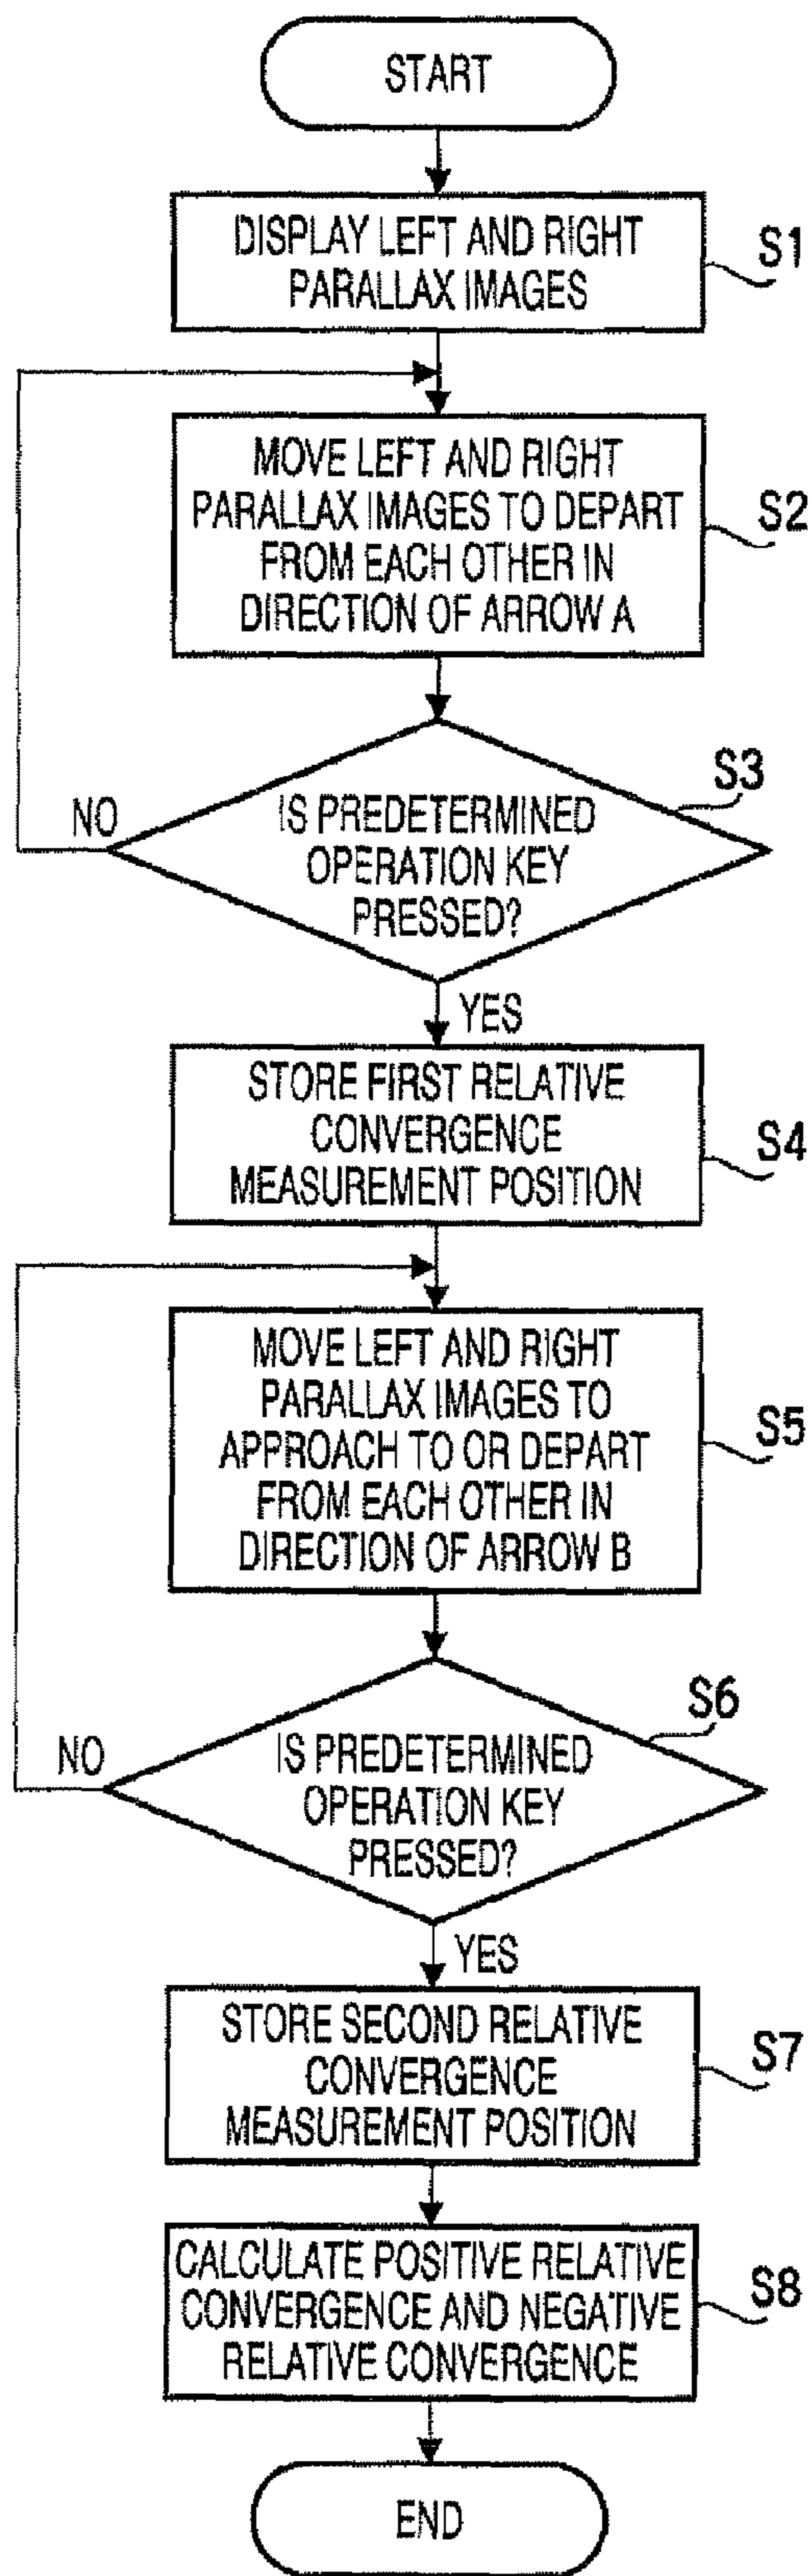 START
DISPLAY LEFT AND RIGHT
PARALLAX IMAGES
S1
MOVE LEFT AND RIGHT
PARALLAX IMAGES TO DEPART
FROM EACH OTHER IN
DIRECTION OF ARROW A
S2
S3
NO
IS PREDETERMINED
OPERATION KEY
PRESSED?
YES
STORE FIRST RELATIVE
CONVERGENCE
MEASUREMENT POSITION
S4
MOVE LEFT AND RIGHT
PARALLAX IMAGES TO
APPROACH TO OR DEPART
FROM EACH OTHER IN
DIRECTION OF ARROW B
S5
S6
NO
IS PREDETERMINED
OPERATION KEY
PRESSED?
YES
STORE SECOND RELATIVE
CONVERGENCE
MEASUREMENT POSITION
S7
CALCULATE POSITIVE RELATIVE
CONVERGENCE AND NEGATIVE
RELATIVE CONVERGENCE
S8
END